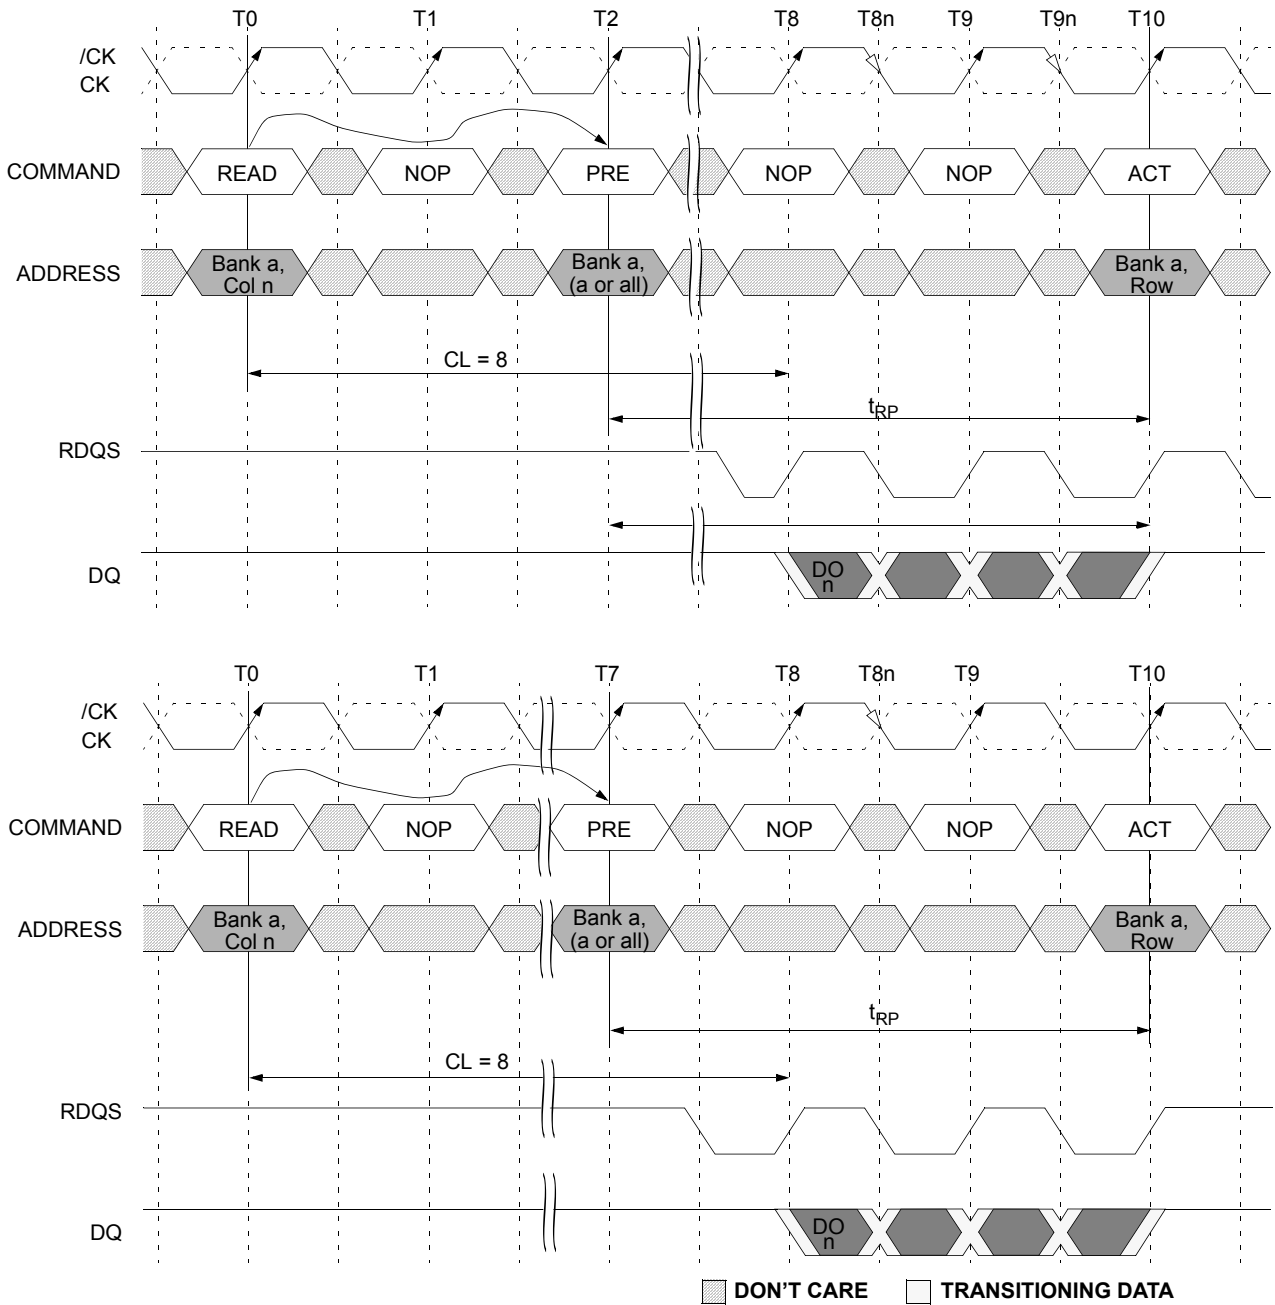 T0 T1 T2 T8 T8n T9 T9n T10
/CK
CK
COMMAND READ NOP PRE NOP NOP ACT
ADDRESS Bank a, Col n Bank a, (a or all) Bank a, Row
CL = 8
tRP
RDQS
DQ DO n
T0 T1 T7 T8 T8n T9 T10
/CK
CK
COMMAND READ NOP PRE NOP NOP ACT
ADDRESS Bank a, Col n Bank a, (a or all) Bank a, Row
tRP
CL = 8
RDQS
DQ DO n
DON'T CARE TRANSITIONING DATA